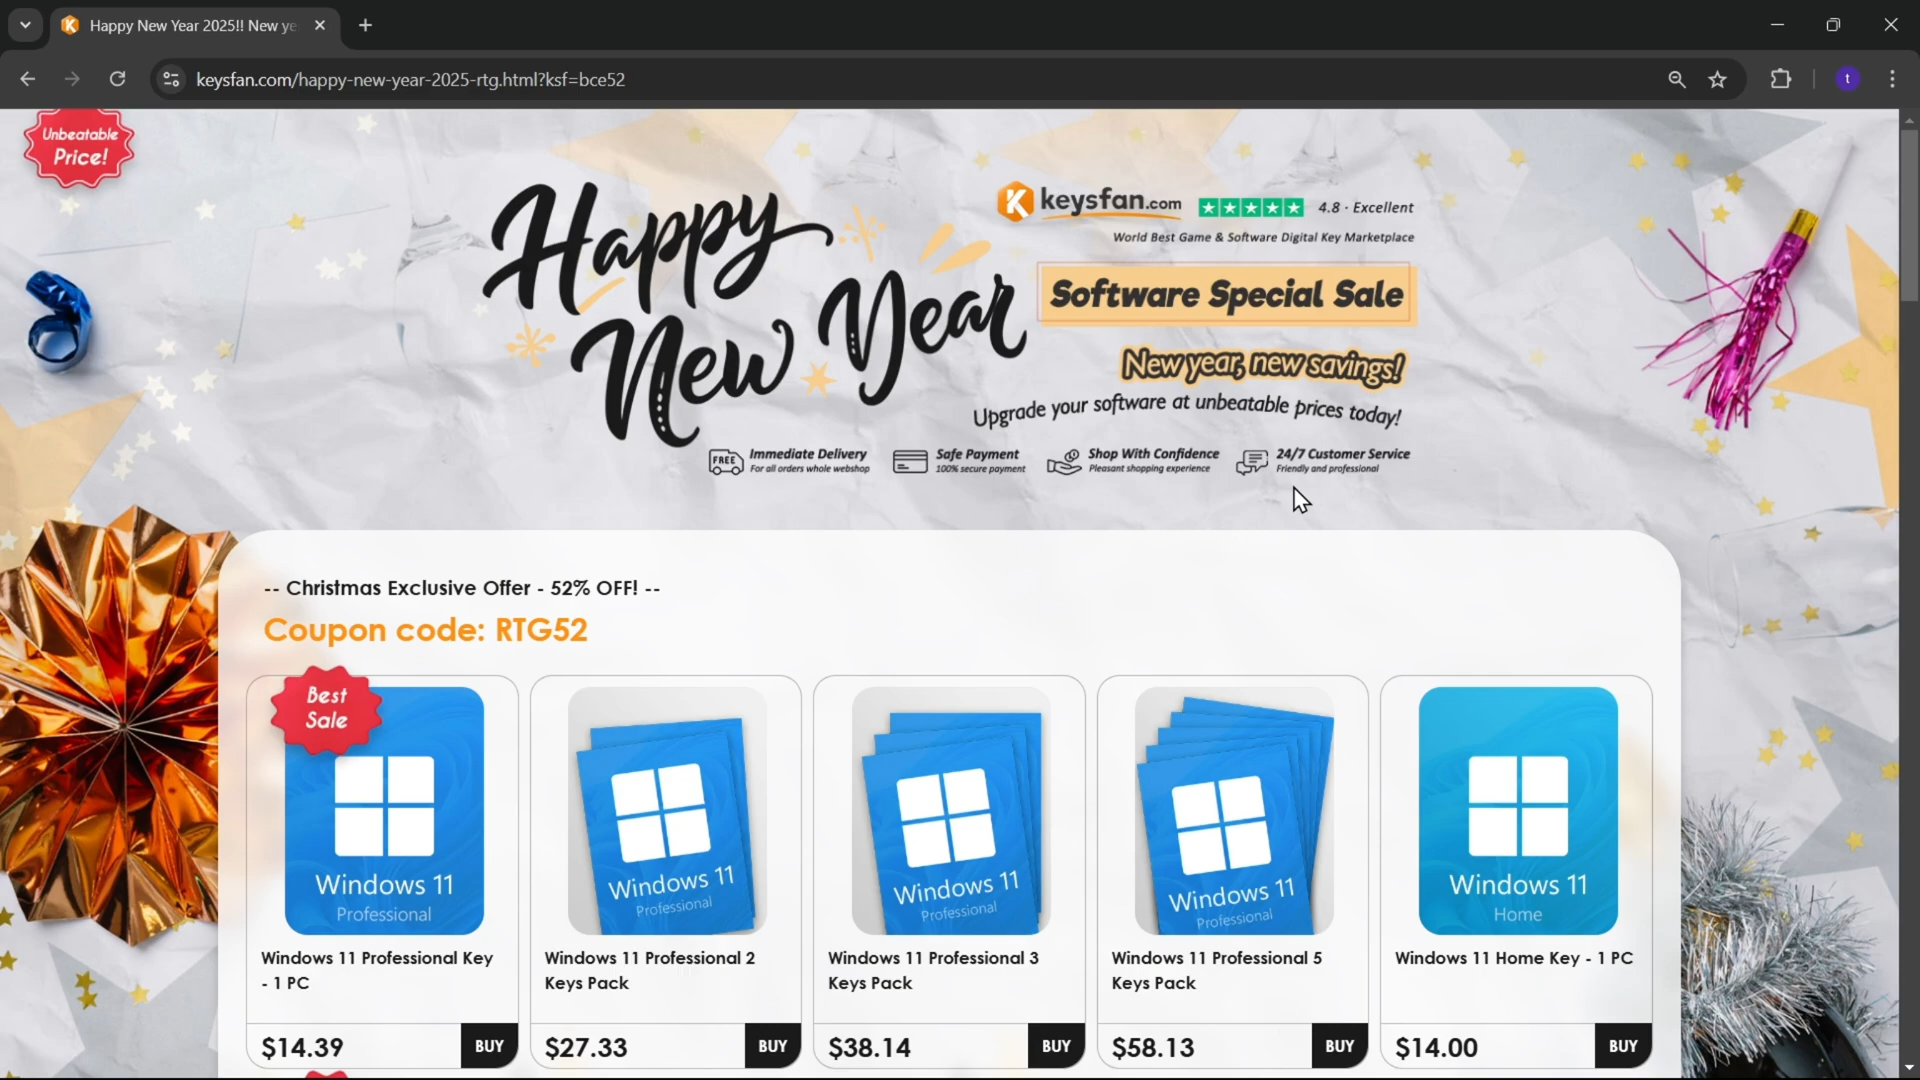 Happy New Year 2025!! New ye
keysfan.com/happy-new-year-2025-rtg.html?ksf=bce52
t
Unbeatable
Price!
Happy
New Year
keysfan.com
4.8 · Excellent
World Best Game & Software Digital Key Marketplace
Software Special Sale
New year, new savings!
Upgrade your software at unbeatable prices today!
FREE
Immediate Delivery
For all orders whole webshop
Safe Payment
100% secure payment
Shop With Confidence
Pleasant shopping experience
24/7 Customer Service
Friendly and professional
-- Christmas Exclusive Offer - 52% OFF! --
Coupon code: RTG52
Best
Sale
Windows 11
Professional
Windows 11
Professional
Windows 11
Professional
Windows 11
Professional
Windows 11
Home
Windows 11 Professional Key
- 1 PC
Windows 11 Professional 2
Keys Pack
Windows 11 Professional 3
Keys Pack
Windows 11 Professional 5
Keys Pack
Windows 11 Home Key - 1 PC
$14.39
BUY
$27.33
BUY
$38.14
BUY
$58.13
BUY
$14.00
BUY